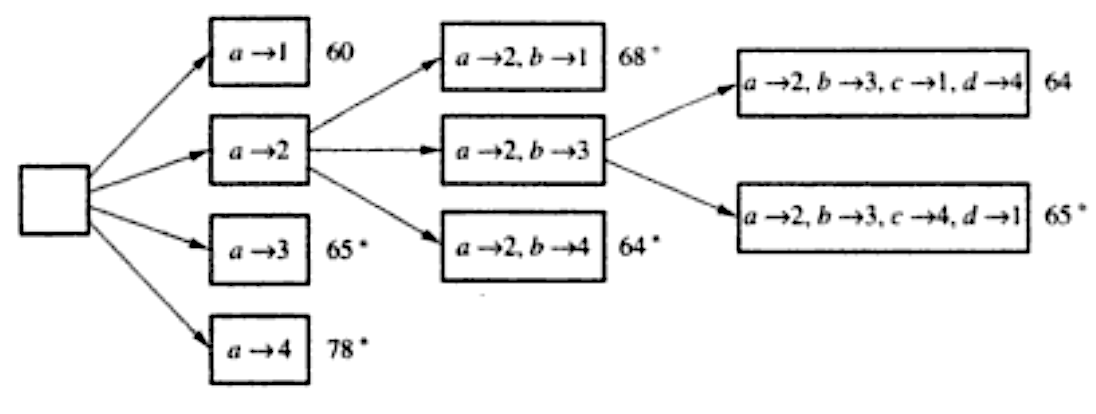 a →1 60
a →2
a →3 65*
a →4 78*
a →2, b →1 68*
a →2, b →3
a →2, b →4 64*
a →2, b →3, c →1, d →4 64
a →2, b →3, c →4, d →1 65*